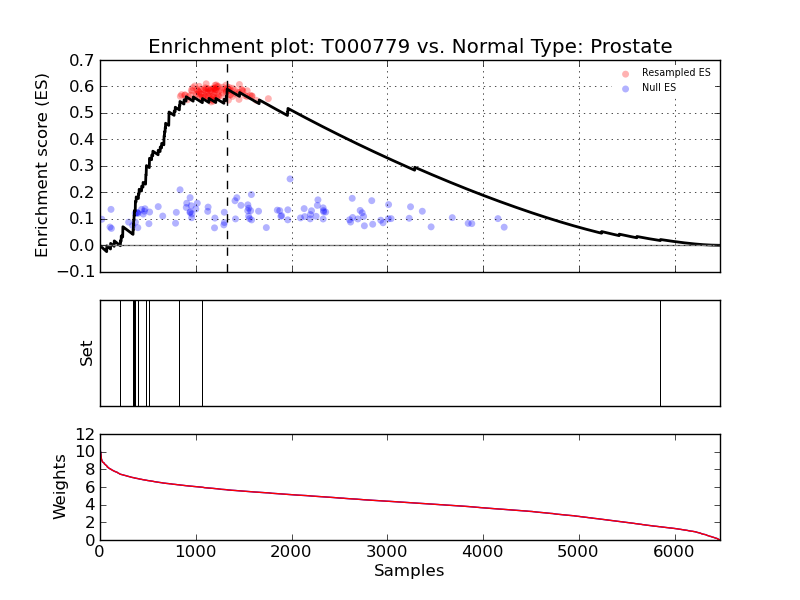 Enrichment plot: T000779 vs. Normal Type: Prostate
Enrichment score (ES)
0.7
0.6
0.5
0.4
0.3
0.2
0.1
0.0
−0.1
Resampled ES
Null ES
Set
Weights
12
10
8
6
4
2
0
0 1000 2000 3000 4000 5000 6000
Samples